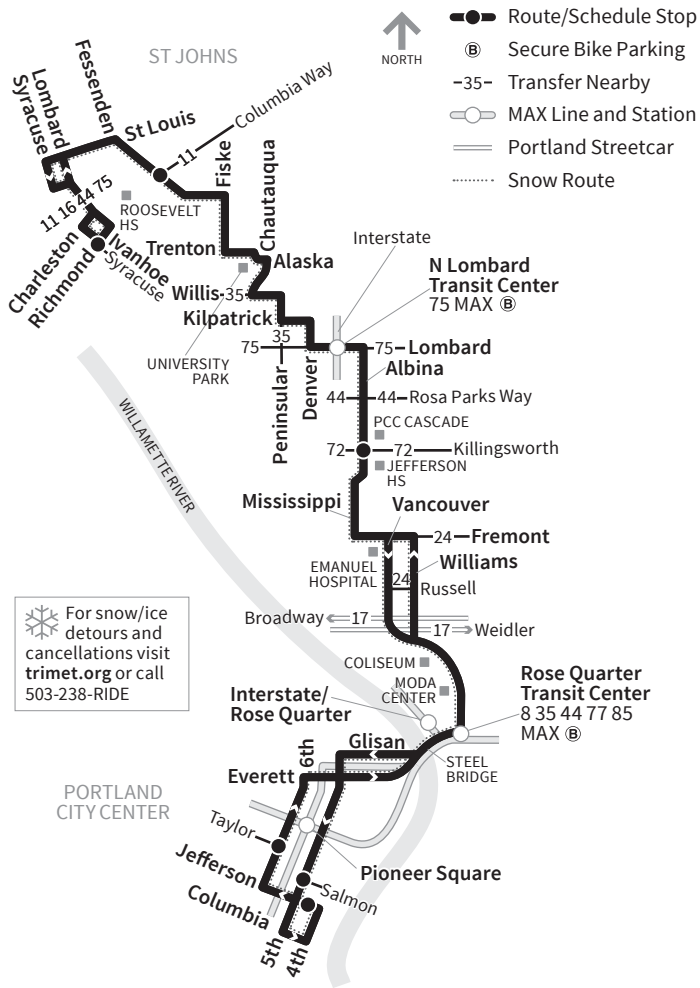 Route/Schedule Stop
B Secure Bike Parking
35 Transfer Nearby
MAX Line and Station
Portland Streetcar
Snow Route
NORTH
ST JOHNS
Lombard
Syracuse
Fessenden
St Louis
11
Columbia Way
Fiske
Chautauqua
11 16 44 75
ROOSEVELT
HS
Charleston
Richmond
Ivanhoe
Syracuse
Trenton
Alaska
Willis
35
Kilpatrick
Interstate
N Lombard
Transit Center
75 MAX B
UNIVERSITY
PARK
75
35
75
Lombard
Peninsular
Denver
Albina
44
44
Rosa Parks Way
PCC CASCADE
72
72
Killingsworth
JEFFERSON
HS
WILLAMETTE RIVER
Mississippi
Vancouver
24
Fremont
EMANUEL
HOSPITAL
Williams
24
Russell
Broadway
17
17
Weidler
For snow/ice
detours and
cancellations visit
trimet.org or call
503-238-RIDE
COLISEUM
MODA
CENTER
Interstate/
Rose Quarter
Rose Quarter
Transit Center
8 35 44 77 85
MAX B
Glisan
6th
STEEL
BRIDGE
Everett
PORTLAND
CITY CENTER
Taylor
Jefferson
Columbia
Pioneer Square
Salmon
5th
4th